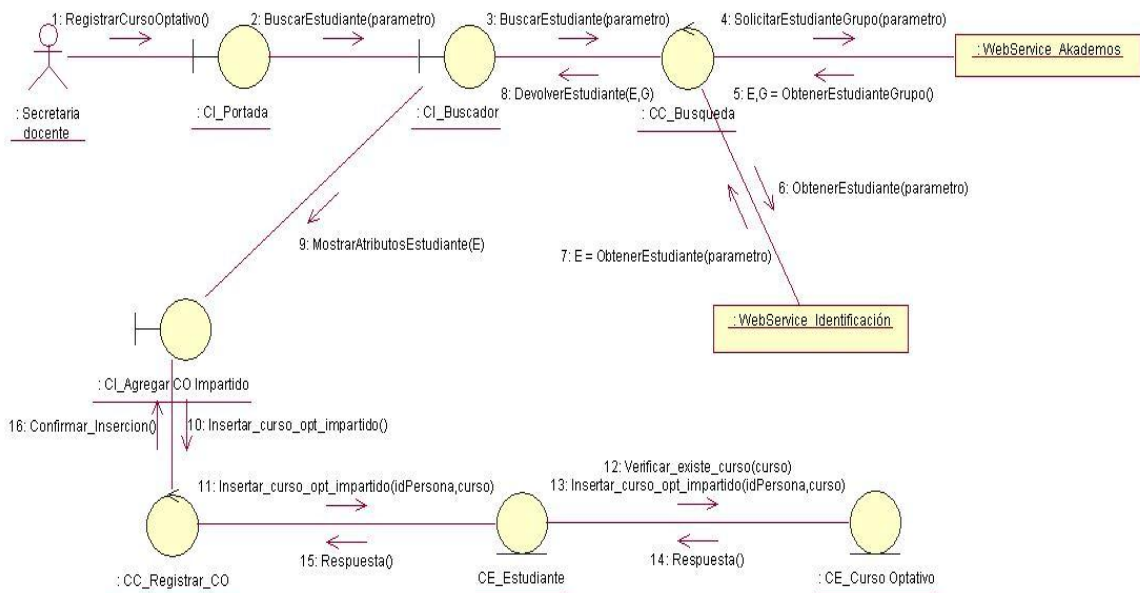 1: RegistrarCursoOptativo()
2: BuscarEstudiante(parametro)
3: BuscarEstudiante(parametro)
4: SolicitarEstudianteGrupo(parametro)
: WebService_Akademos
8: DevolverEstudiante(E,G)
5: E,G = ObtenerEstudianteGrupo()
: Secretaria
docente
: CI_Portada
: CI_Buscador
: CC_Busqueda
6: ObtenerEstudiante(parametro)
9: MostrarAtributosEstudiante(E)
7: E = ObtenerEstudiante(parametro)
: WebService_Identificación
: CI_Agregar CO Impartido
16: Confirmar_Insercion()
10: Insertar_curso_opt_impartido()
12: Verificar_existe_curso(curso)
11: Insertar_curso_opt_impartido(idPersona,curso)
13: Insertar_curso_opt_impartido(idPersona,curso)
15: Respuesta()
14: Respuesta()
: CC_Registrar_CO
CE_Estudiante
: CE_Curso Optativo